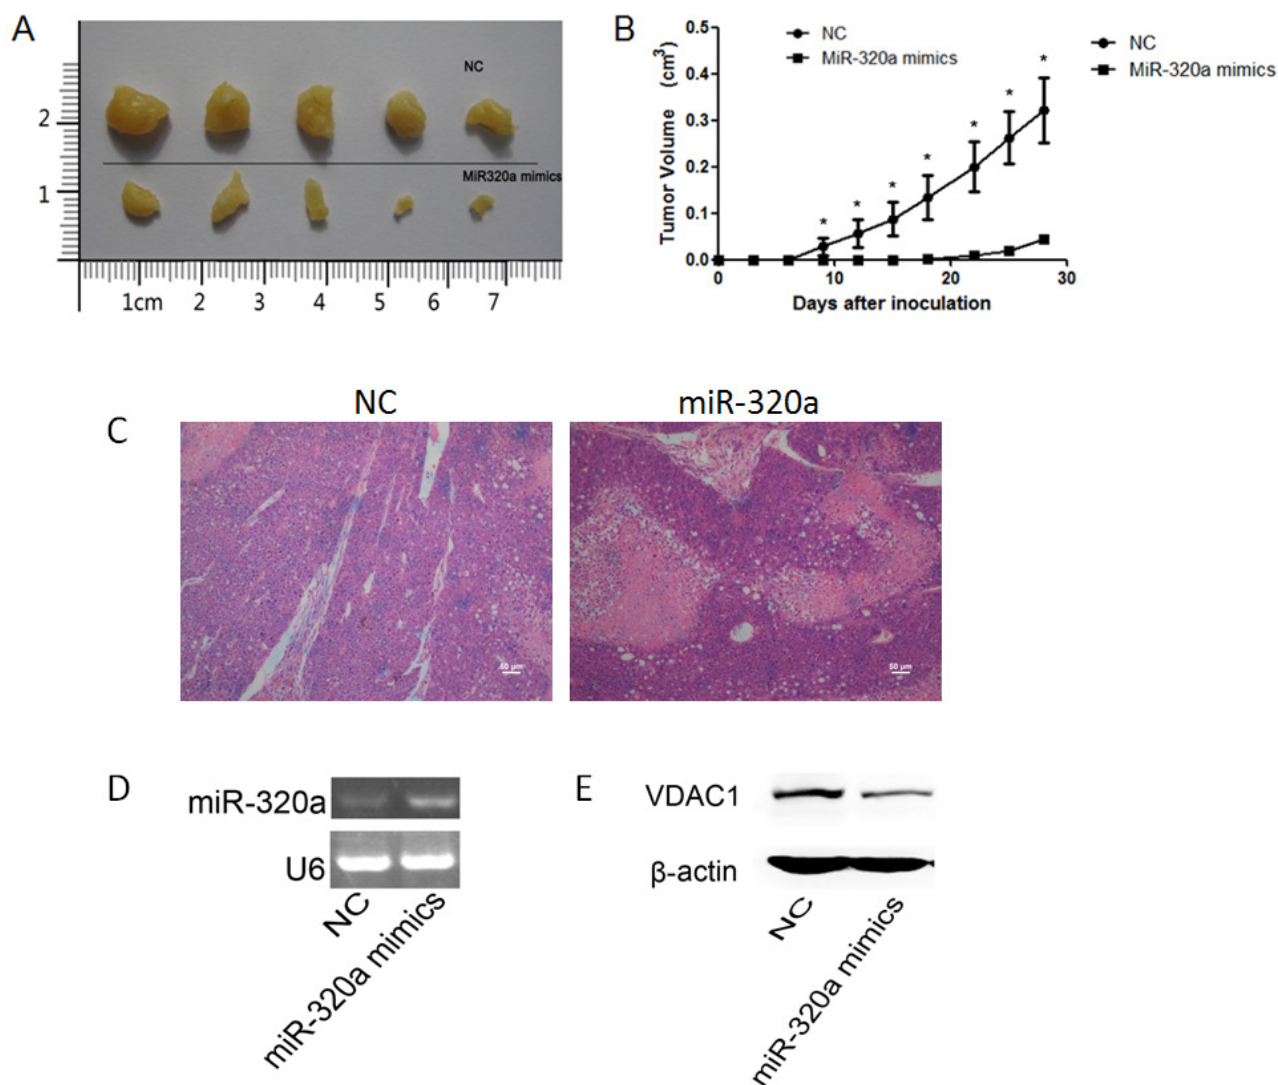 A
NC
MiR320a mimics
2
1
1cm 2 3 4 5 6 7
B
NC
MiR-320a mimics
NC
MiR-320a mimics
Tumor Volume (cm3)
0.5
0.4
0.3
0.2
0.1
0.0
* * * * * * * *
0 10 20 30
Days after inoculation
C
NC
miR-320a
50 μm
50 μm
D
miR-320a
U6
NC
miR-320a mimics
E
VDAC1
β-actin
NC
miR-320a mimics